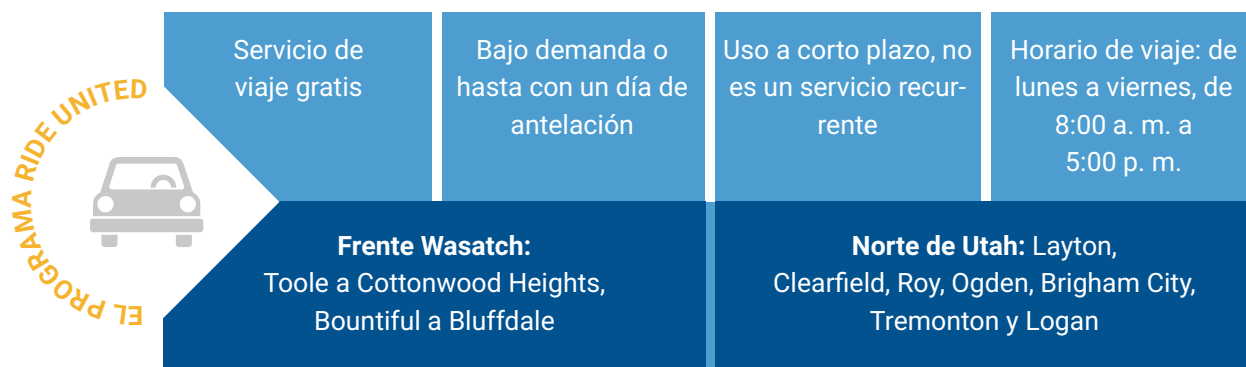 EL PROGRAMA RIDE UNITED
Servicio de
viaje gratis
Bajo demanda o
hasta con un día de
antelación
Uso a corto plazo, no
es un servicio recur-
rente
Horario de viaje: de
lunes a viernes, de
8:00 a. m. a
5:00 p. m.
Frente Wasatch:
Toole a Cottonwood Heights,
Bountiful a Bluffdale
Norte de Utah: Layton,
Clearfield, Roy, Ogden, Brigham City,
Tremonton y Logan